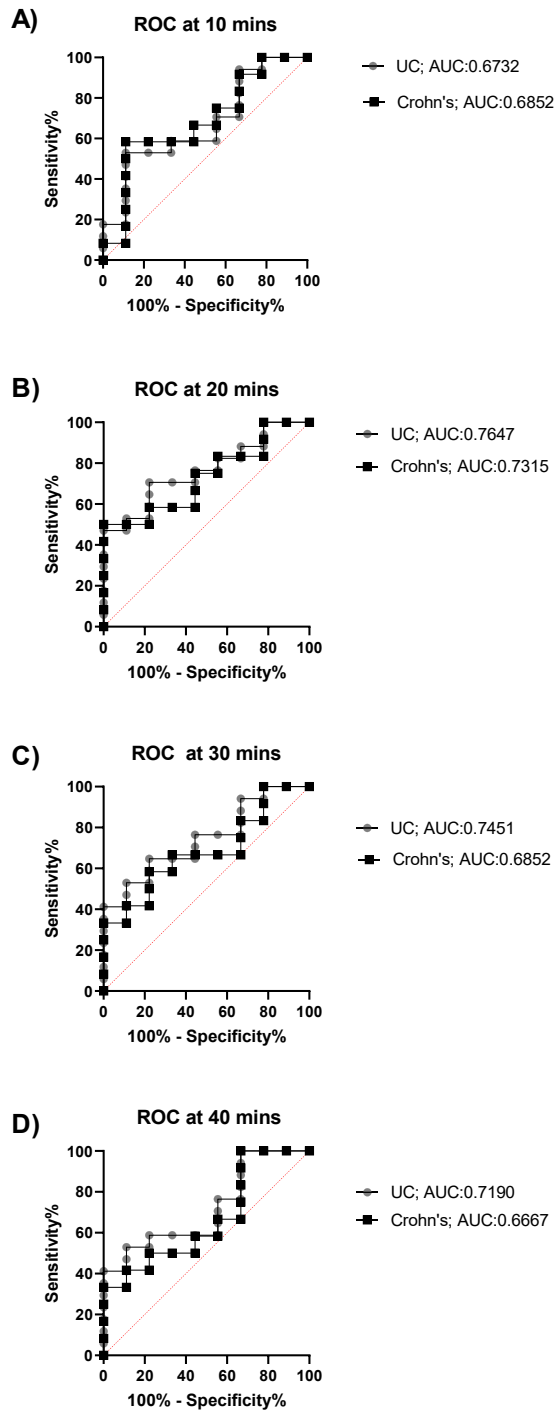 A)
ROC at 10 mins
Sensitivity%
100
80
60
40
20
0
0 20 40 60 80 100
100% - Specificity%
UC; AUC:0.6732
Crohn's; AUC:0.6852
B)
ROC at 20 mins
Sensitivity%
100
80
60
40
20
0
0 20 40 60 80 100
100% - Specificity%
UC; AUC:0.7647
Crohn's; AUC:0.7315
C)
ROC at 30 mins
Sensitivity%
100
80
60
40
20
0
0 20 40 60 80 100
100% - Specificity%
UC; AUC:0.7451
Crohn's; AUC:0.6852
D)
ROC at 40 mins
Sensitivity%
100
80
60
40
20
0
0 20 40 60 80 100
100% - Specificity%
UC; AUC:0.7190
Crohn's; AUC:0.6667